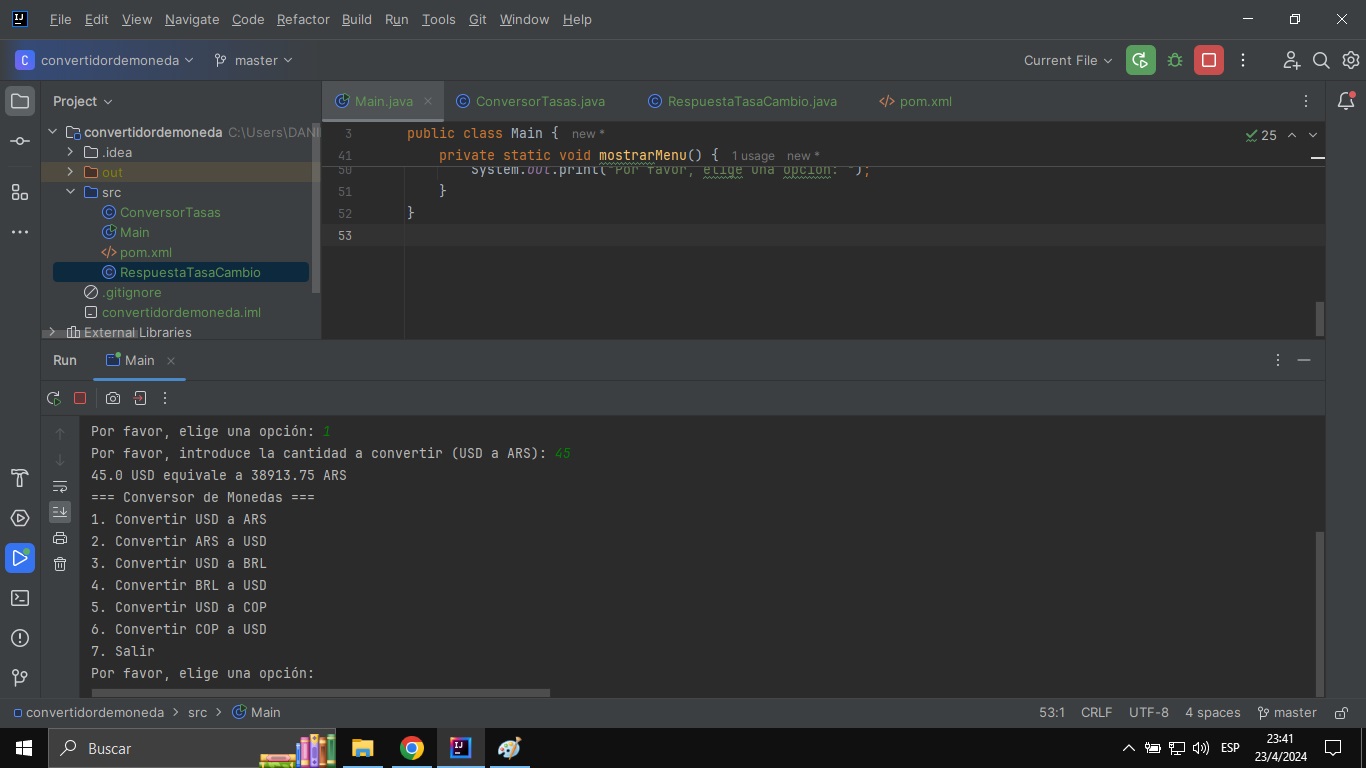 File Edit View Navigate Code Refactor Build Run Tools Git Window Help
C convertidordemoneda master Current File
Project
Main.java ConversorTasas.java RespuestaTasaCambio.java pom.xml
convertidordemoneda C:\Users\DANI
.idea
out
src
ConversorTasas
Main
pom.xml
RespuestaTasaCambio
.gitignore
convertidordemoneda.iml
External Libraries
3 public class Main { new *
25
41 private static void mostrarMenu() { 1 usage new *
50 System.out.print("Por favor, elige una opción: ");
51 }
52 }
53
Run Main
Por favor, elige una opción: 1
Por favor, introduce la cantidad a convertir (USD a ARS): 45
45.0 USD equivale a 38913.75 ARS
=== Conversor de Monedas ===
1. Convertir USD a ARS
2. Convertir ARS a USD
3. Convertir USD a BRL
4. Convertir BRL a USD
5. Convertir USD a COP
6. Convertir COP a USD
7. Salir
Por favor, elige una opción:
convertidordemoneda > src > Main 53:1 CRLF UTF-8 4 spaces master
Buscar
ESP
23:41
23/4/2024